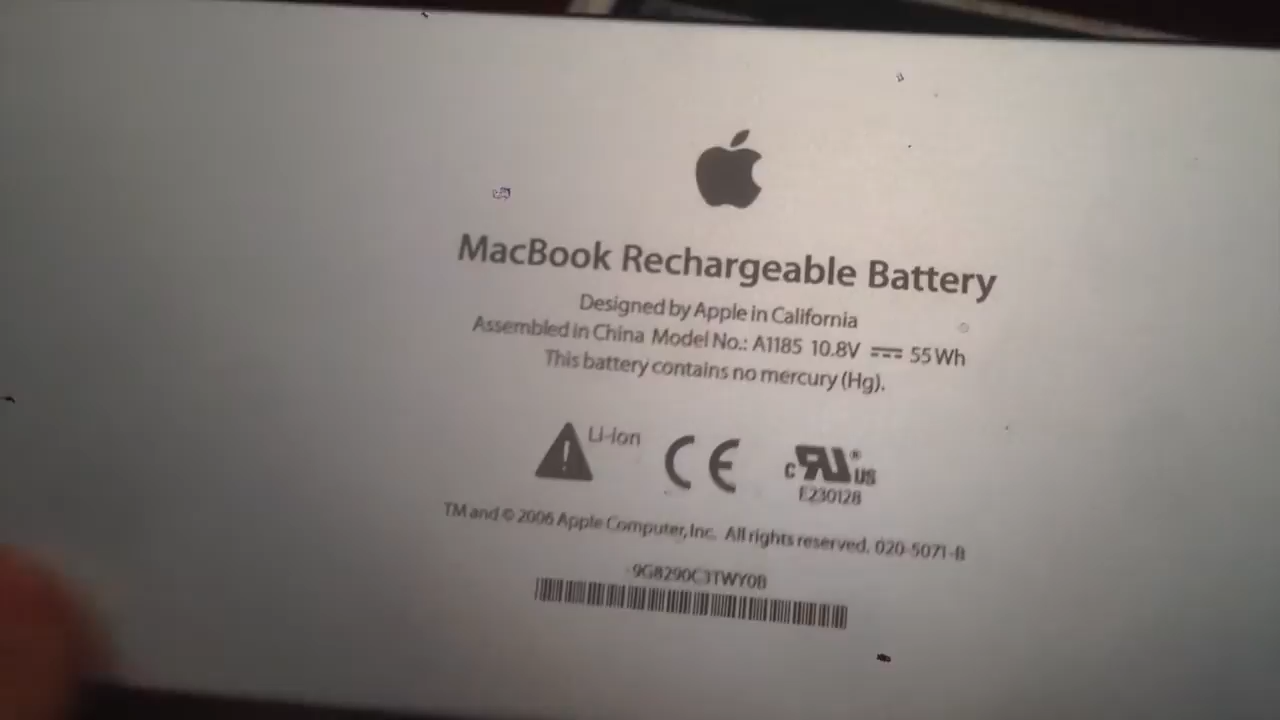 MacBook Rechargeable Battery
Designed by Apple in California
Assembled in China Model No.: A1185 10.8V 55 Wh
This battery contains no mercury (Hg).
Li-Ion
CE
c RU ® US
E230128
TM and © 2006 Apple Computer, Inc. All rights reserved. 020-5071-B
9G8290C3TWY0B